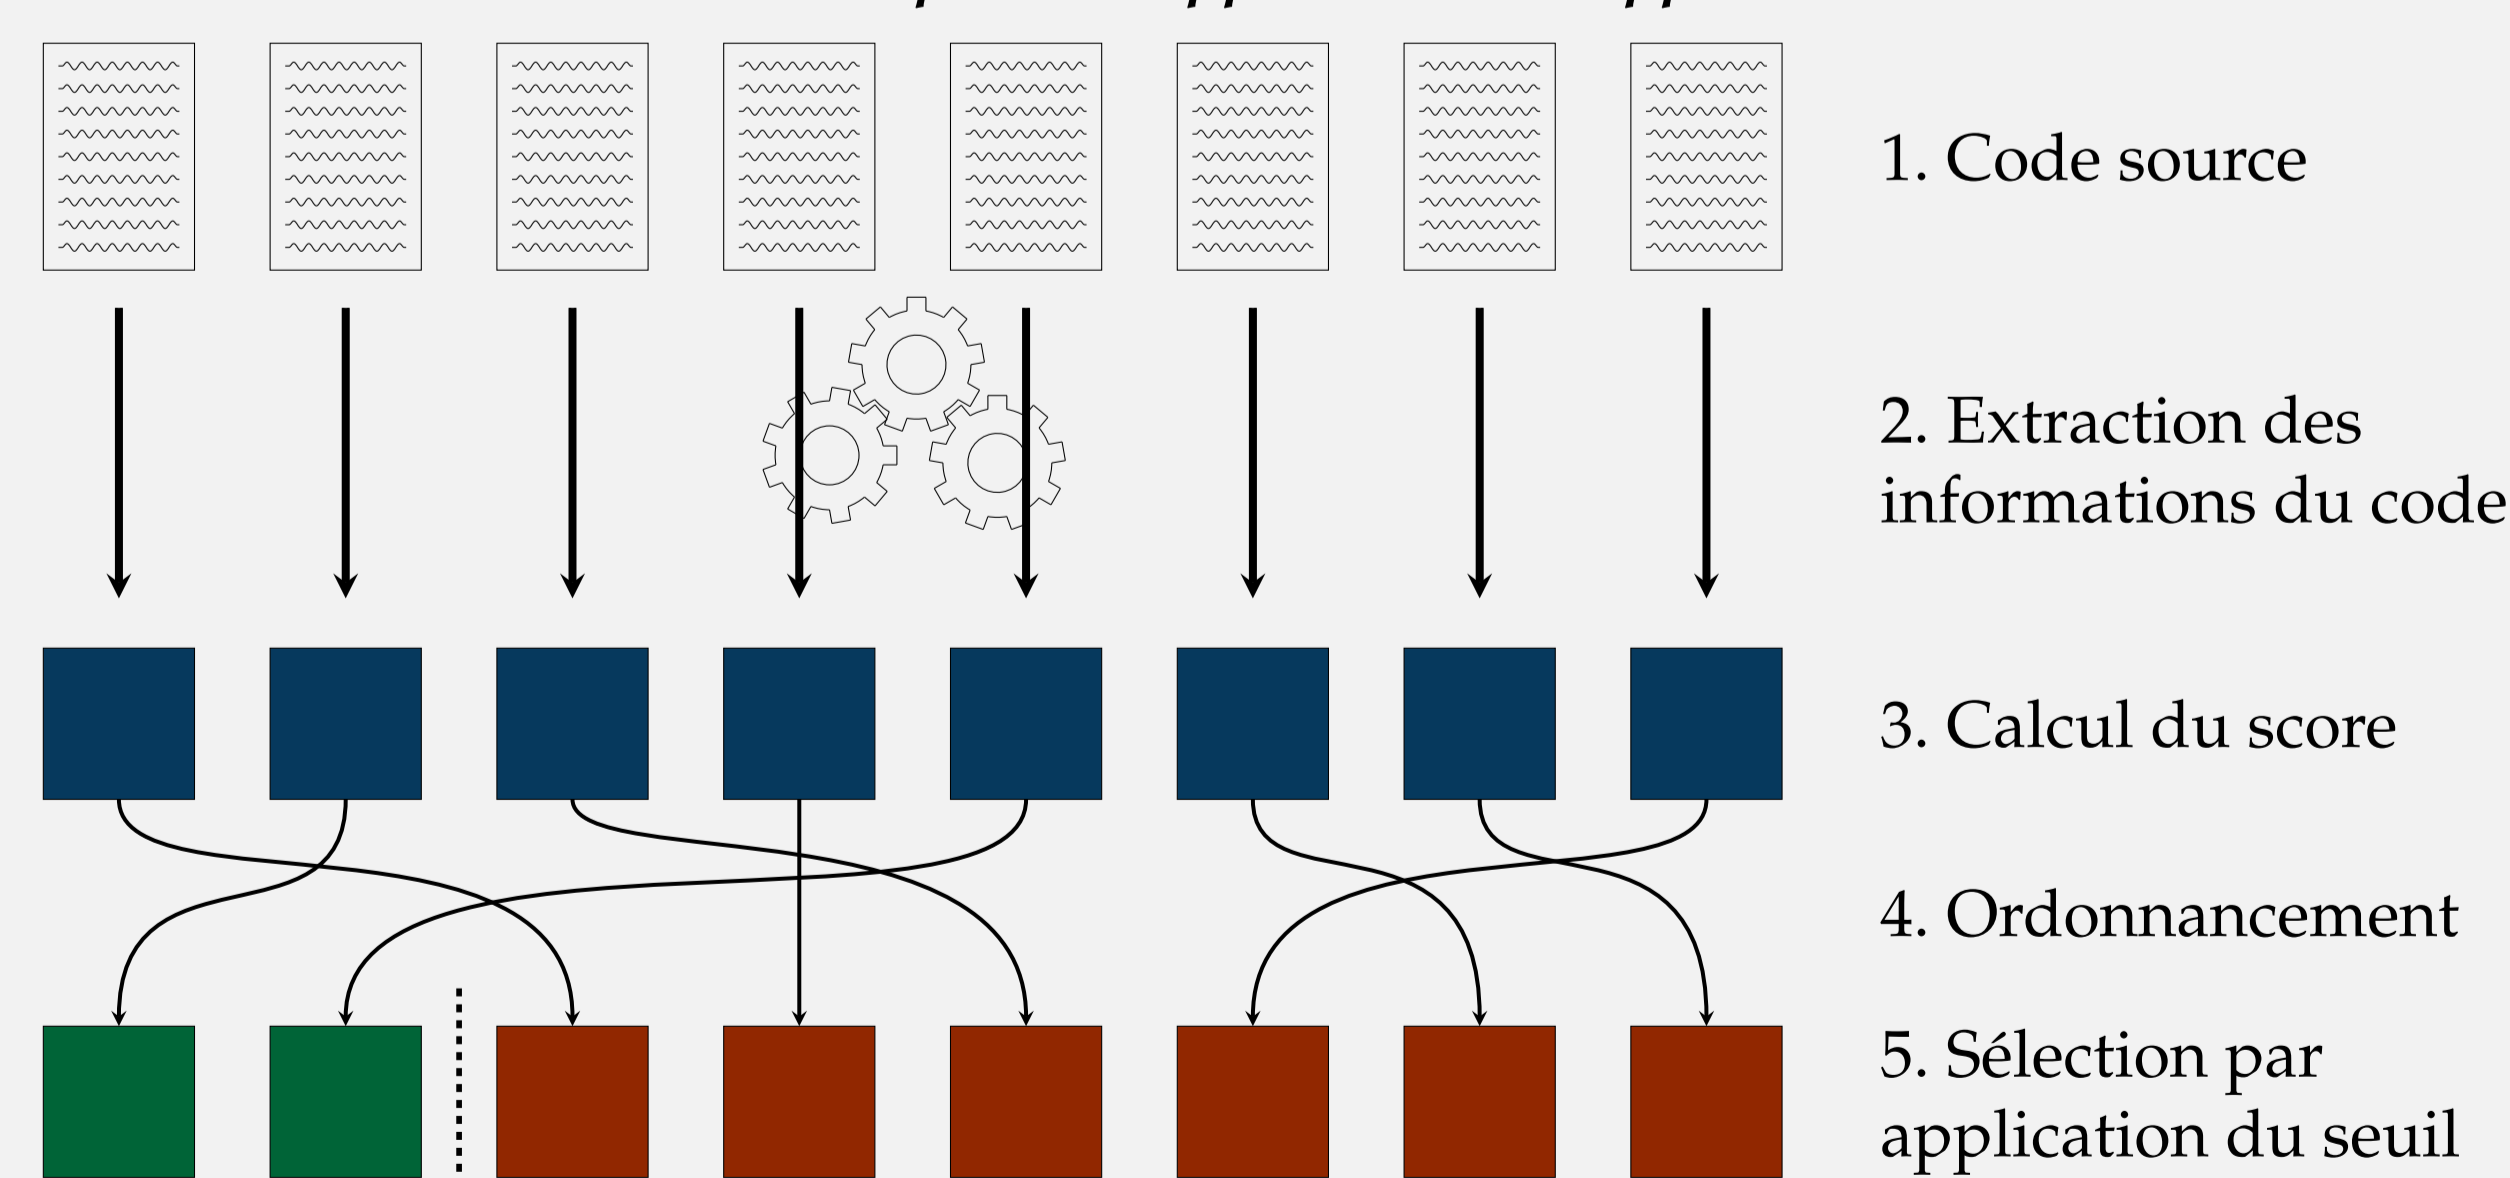 1. Code source
2. Extraction des
informations du code
3. Calcul du score
4. Ordonnancement
5. Sélection par
application du seuil